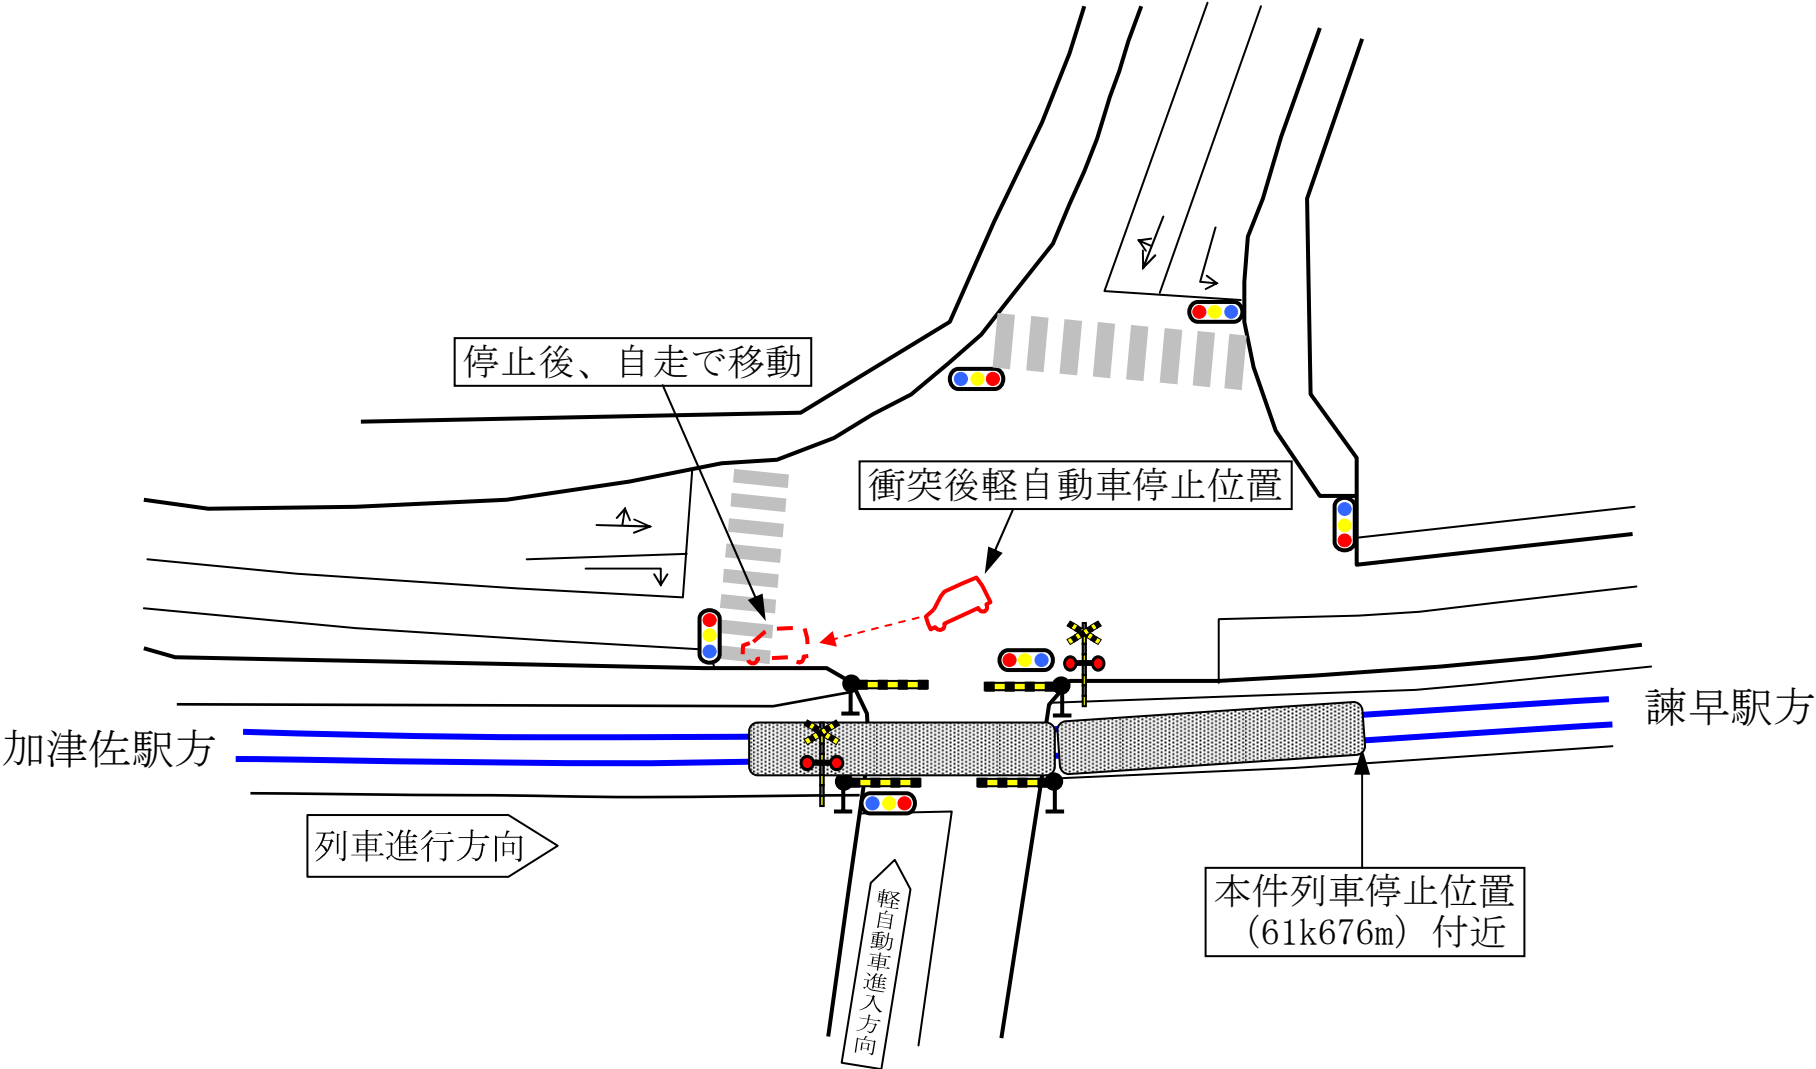 停止後、自走で移動
衝突後軽自動車停止位置
諫早駅方
加津佐駅方
列車進行方向
軽自動車進入方向
本件列車停止位置
(61k676m) 付近